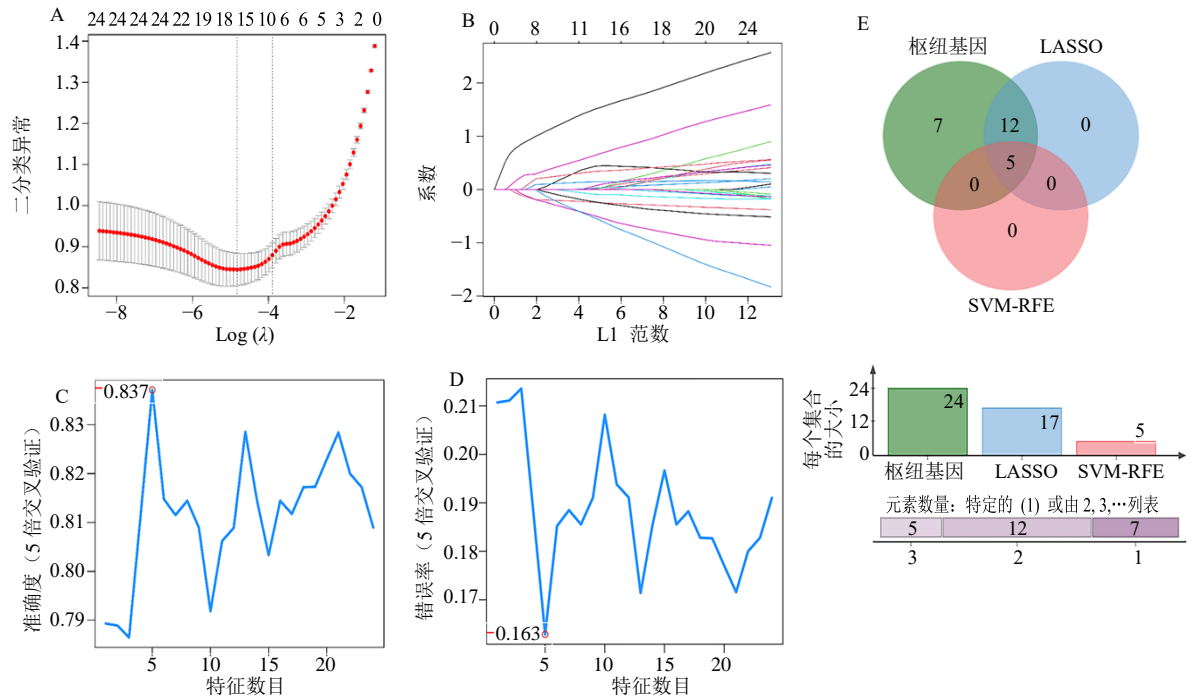 A
24 24 24 24 22 19 18 15 10 6 6 5 3 2 0
二分类异常
1.4
1.3
1.2
1.1
1.0
0.9
0.8
−8 −6 −4 −2
Log (λ)
B
0 8 11 16 18 20 24
系数
2
1
0
−1
−2
0 2 4 6 8 10 12
L1 范数
C
0.837
准确度（5 倍交叉验证）
0.83
0.82
0.81
0.80
0.79
5 10 15 20
特征数目
D
错误率（5 倍交叉验证）
0.21
0.20
0.19
0.18
0.17
0.163
5 10 15 20
特征数目
E
枢纽基因 LASSO
7 12 0
5
0 0
0
SVM-RFE
每个集合
的大小
24
12
0
24
17
5
枢纽基因 LASSO SVM-RFE
元素数量：特定的 (1) 或由 2, 3,⋯列表
5 12 7
3 2 1